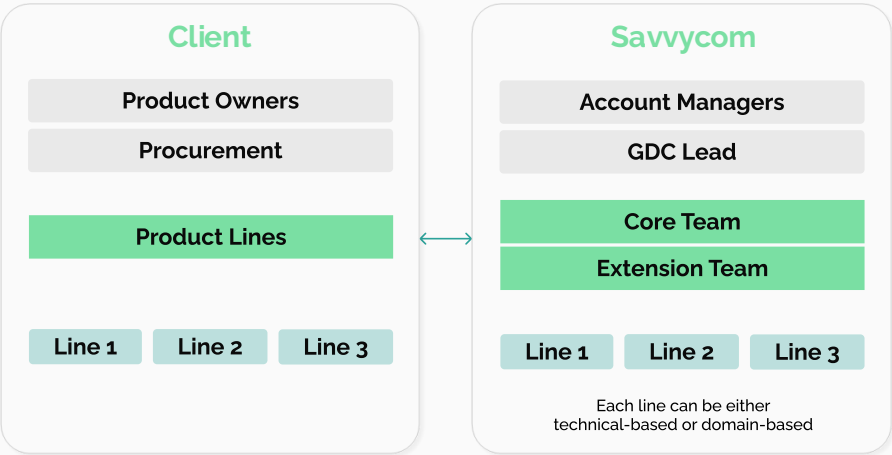 Client
Product Owners
Procurement
Product Lines
Line 1
Line 2
Line 3
Savvycom
Account Managers
GDC Lead
Core Team
Extension Team
Line 1
Line 2
Line 3
Each line can be either
technical-based or domain-based